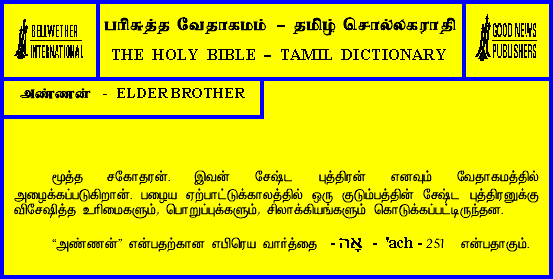 BELLWETHER
INTERNATIONAL
பரிசுத்த வேதாகமம் – தமிழ் சொல்லகராதி
THE HOLY BIBLE – TAMIL DICTIONARY
GOOD NEWS
PUBLISHERS
அண்ணன் - ELDER BROTHER
மூத்த சகோதரன். இவன் சேஷ்ட புத்திரன் எனவும் வேதாகமத்தில்
அழைக்கப்படுகிறான். பழைய ஏற்பாட்டுக்காலத்தில் ஒரு குடும்பத்தின் சேஷ்ட புத்திரனுக்கு
விசேஷித்த உரிமைகளும், பொறுப்புக்களும், சிலாக்கியங்களும் கொடுக்கப்பட்டிருந்தன.
“அண்ணன்” என்பதற்கான எபிரெய வார்த்தை - אָה - 'ach - 251 என்பதாகும்.